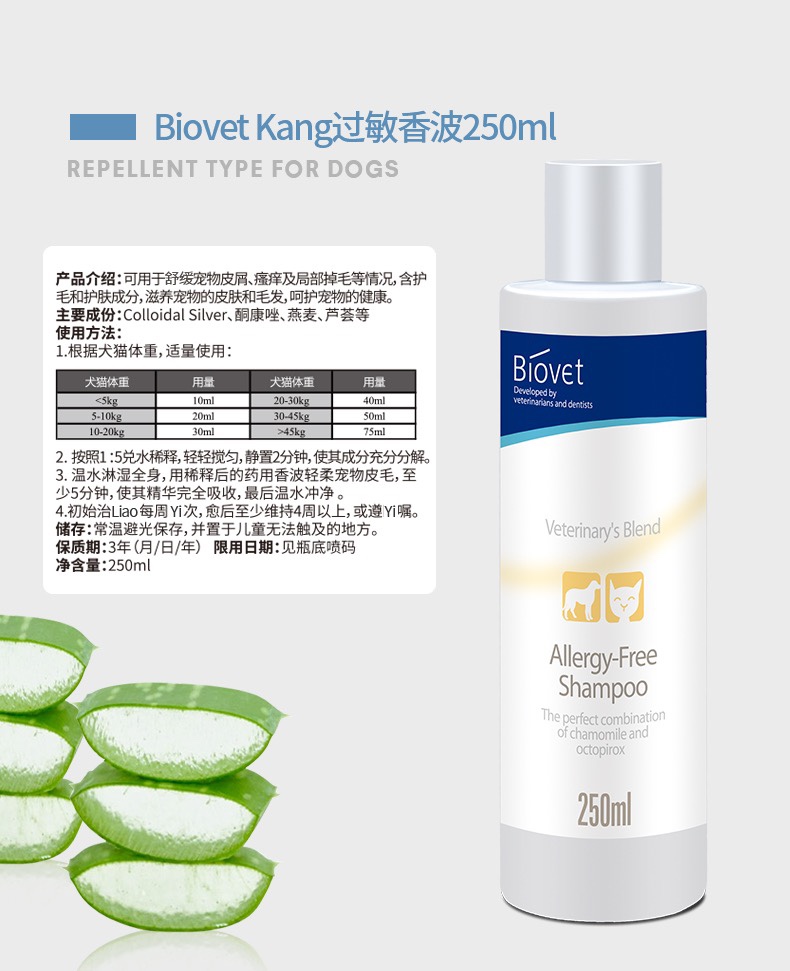 Biovet Kang过敏香波250ml
REPELLENT TYPE FOR DOGS
产品介绍：可用于舒缓宠物皮屑、瘙痒及局部掉毛等情况，含护
毛和护肤成分，滋养宠物的皮肤和毛发，呵护宠物的健康。
主要成份：Colloidal Silver、酮康唑、燕麦、芦荟等
使用方法：
1.根据犬猫体重，适量使用：
犬猫体重 用量 犬猫体重 用量
<5kg 10ml 20-30kg 40ml
5-10kg 20ml 30-45kg 50ml
10-20kg 30ml >45kg 75ml
2. 按照1：5兑水稀释，轻轻搅匀，静置2分钟，使其成分充分分解。
3. 温水淋湿全身，用稀释后的药用香波轻柔宠物皮毛，至
少5分钟，使其精华完全吸收，最后温水冲净 。
4.初始治Liao每周Yi次，愈后至少维持4周以上，或遵Yi嘱。
储存：常温避光保存，并置于儿童无法触及的地方。
保质期：3年（月/日/年） 限用日期：见瓶底喷码
净含量：250ml
Biovet
Developed by
veterinarians and dentists
Veterinary's Blend
Allergy-Free
Shampoo
The perfect combination
of chamomile and
octopirox
250ml